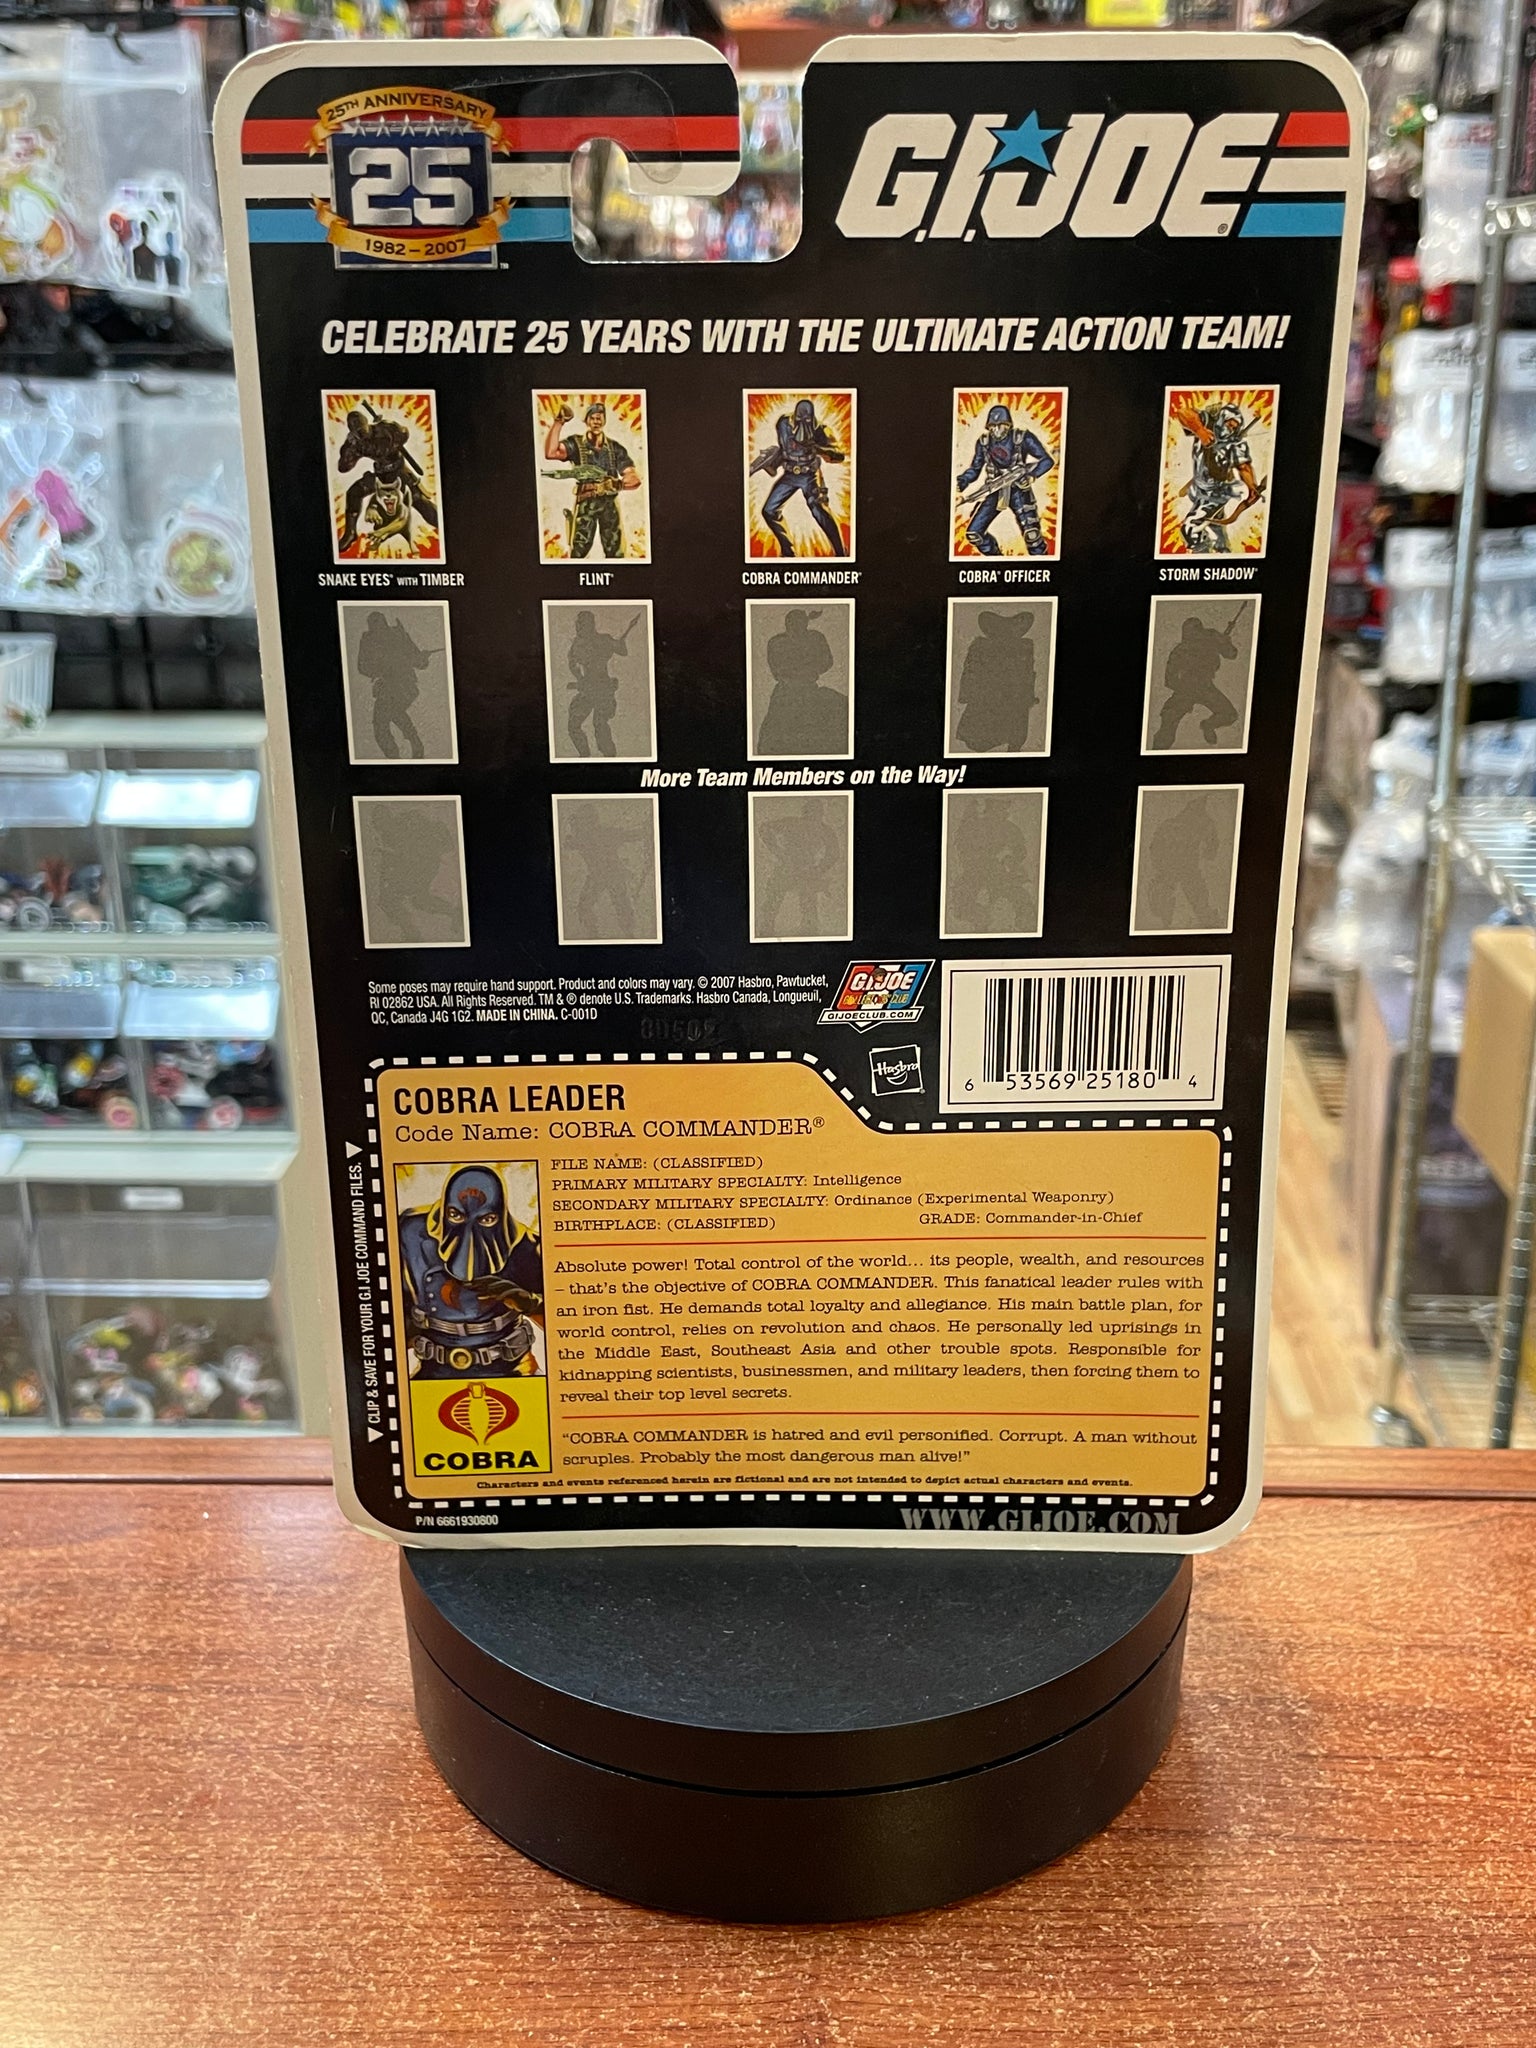 25TH ANNIVERSARY
25
1982 – 2007
TM
G.I. JOE®
CELEBRATE 25 YEARS WITH THE ULTIMATE ACTION TEAM!
SNAKE EYES® WITH TIMBER
FLINT®
COBRA COMMANDER®
COBRA® OFFICER
STORM SHADOW®
More Team Members on the Way!
Some poses may require hand support. Product and colors may vary. © 2007 Hasbro, Pawtucket,
RI 02862 USA. All Rights Reserved. TM & ® denote U.S. Trademarks. Hasbro Canada, Longueuil,
QC, Canada J4G 1G2. MADE IN CHINA. C-001D
G.I. JOE
COLLECTORS' CLUB
GIJOECLUB.COM
Hasbro
6 53569 25180 4
COBRA LEADER
Code Name: COBRA COMMANDER®
FILE NAME: (CLASSIFIED)
PRIMARY MILITARY SPECIALTY: Intelligence
SECONDARY MILITARY SPECIALTY: Ordinance (Experimental Weaponry)
BIRTHPLACE: (CLASSIFIED) GRADE: Commander-in-Chief
Absolute power! Total control of the world... its people, wealth, and resources
– that's the objective of COBRA COMMANDER. This fanatical leader rules with
an iron fist. He demands total loyalty and allegiance. His main battle plan, for
world control, relies on revolution and chaos. He personally led uprisings in
the Middle East, Southeast Asia and other trouble spots. Responsible for
kidnapping scientists, businessmen, and military leaders, then forcing them to
reveal their top level secrets.
"COBRA COMMANDER is hatred and evil personified. Corrupt. A man without
scruples. Probably the most dangerous man alive!"
Characters and events referenced herein are fictional and are not intended to depict actual characters and events.
COBRA
CLIP & SAVE FOR YOUR G.I JOE COMMAND FILES.
P/N 6661930800
WWW.GIJOE.COM